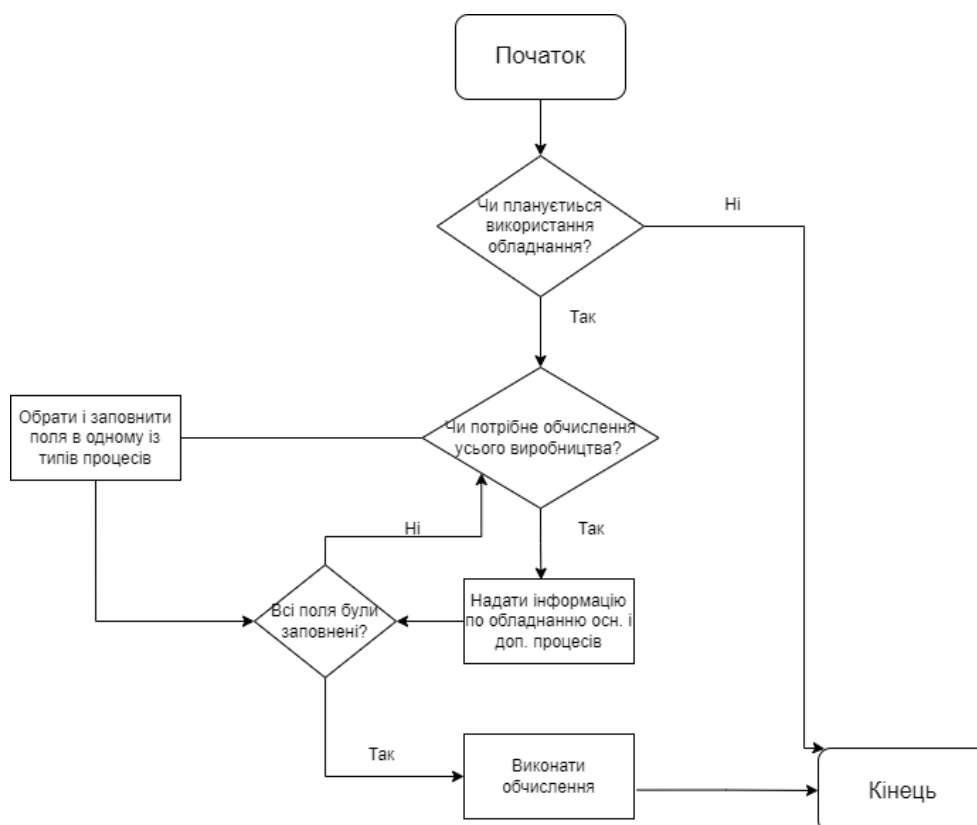 Початок
Чи плануєтиься
використання
обладнання?
Ні
Так
Обрати і заповнити
поля в одному із
типів процесів
Чи потрібне обчислення
усього виробництва?
Ні
Так
Всі поля були
заповнені?
Надати інформацію
по обладнанню осн. і
доп. процесів
Так
Виконати
обчислення
Кінець